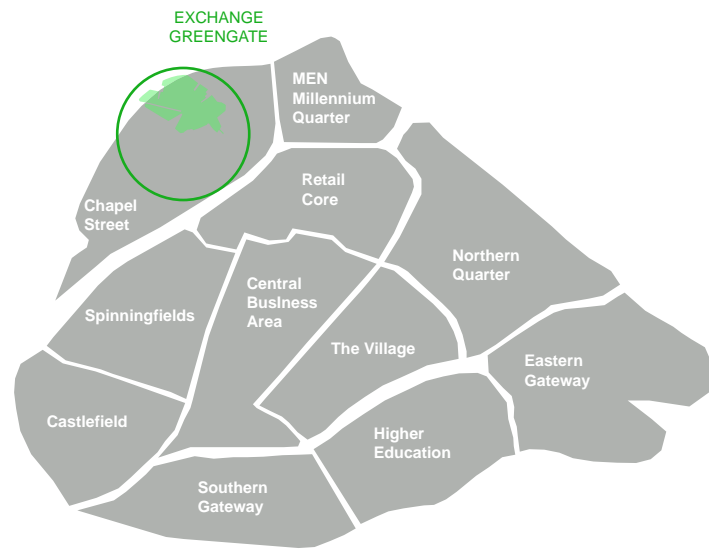 EXCHANGE
GREENGATE
MEN
Millennium
Quarter
Retail
Core
Chapel
Street
Northern
Quarter
Central
BusIness
Area
Spinningfields
The Village
Eastern
Gateway
Castlefield
Higher
Education
Southern
Gateway